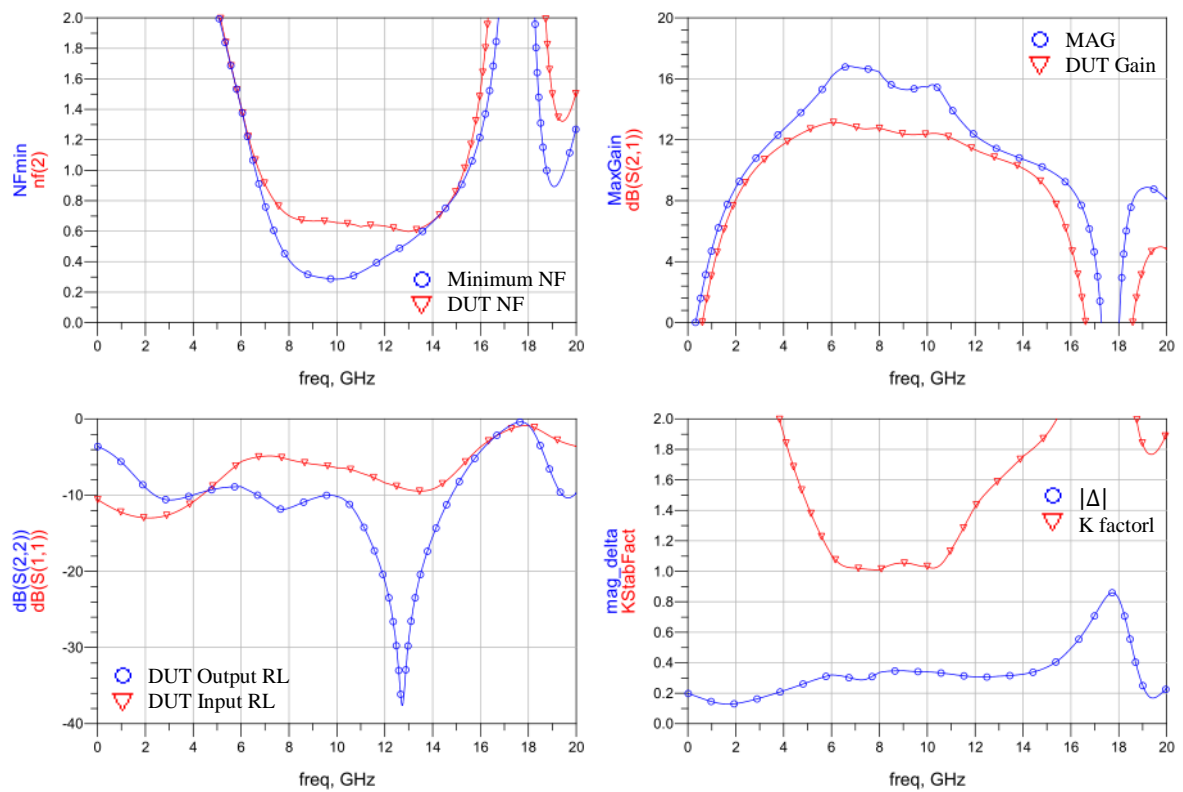 2.0
1.8
1.6
1.4
1.2
1.0
0.8
0.6
0.4
0.2
0.0
NFmin
nf(2)
Minimum NF
DUT NF
0 2 4 6 8 10 12 14 16 18 20
freq, GHz
20
16
12
8
4
0
MaxGain
dB(S(2,1))
MAG
DUT Gain
0 2 4 6 8 10 12 14 16 18 20
freq, GHz
0
-10
-20
-30
-40
dB(S(2,2))
dB(S(1,1))
DUT Output RL
DUT Input RL
0 2 4 6 8 10 12 14 16 18 20
freq, GHz
2.0
1.8
1.6
1.4
1.2
1.0
0.8
0.6
0.4
0.2
0.0
mag_delta
KStabFact
|Δ|
K factorl
0 2 4 6 8 10 12 14 16 18 20
freq, GHz